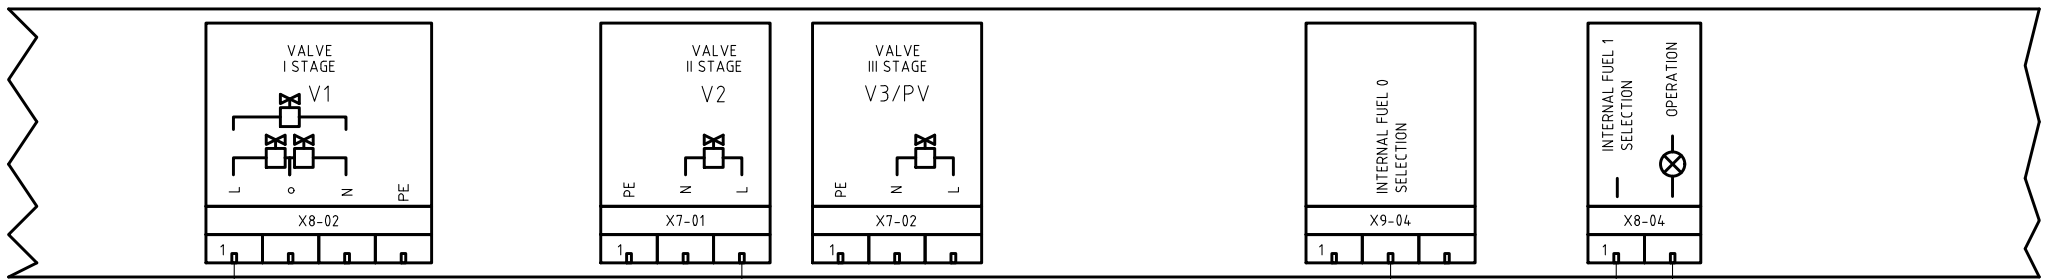 VALVE
I STAGE
V1
L
o
N
PE
X8-02
1
VALVE
II STAGE
V2
PE
N
L
X7-01
1
VALVE
III STAGE
V3/PV
PE
N
L
X7-02
1
INTERNAL FUEL 0
SELECTION
X9-04
1
INTERNAL FUEL 1
SELECTION
OPERATION
X8-04
1